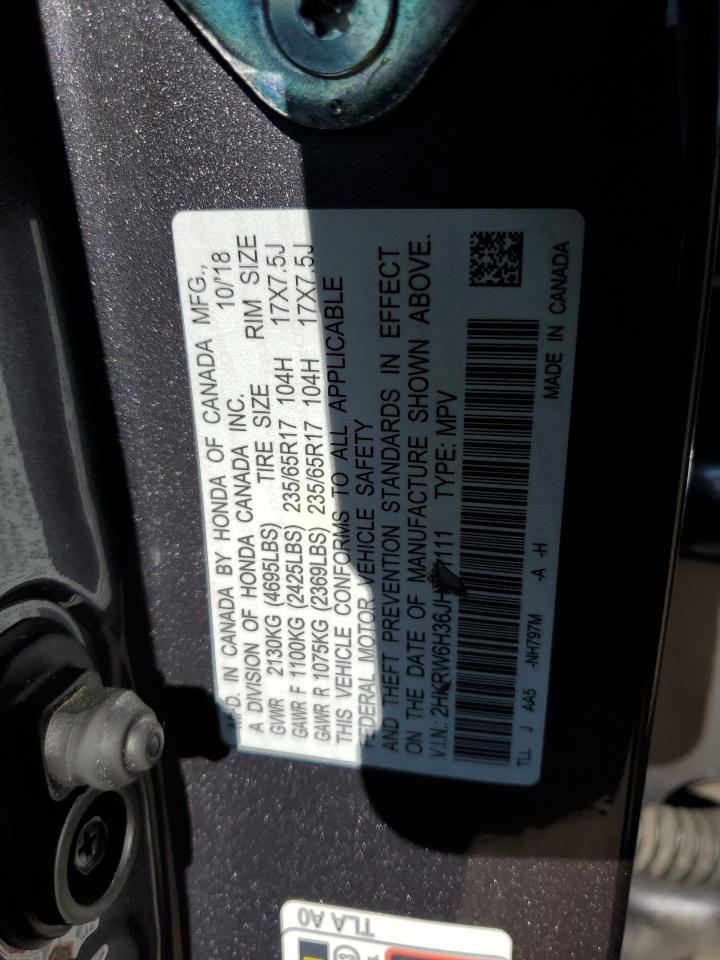 MFD. IN CANADA BY HONDA OF CANADA MFG.,
A DIVISION OF HONDA CANADA INC. 10/'18
GVWR 2130KG (4695LBS) TIRE SIZE RIM SIZE
GAWR F 1100KG (2425LBS) 235/65R17 104H 17X7.5J
GAWR R 1075KG (2369LBS) 235/65R17 104H 17X7.5J
THIS VEHICLE CONFORMS TO ALL APPLICABLE
FEDERAL MOTOR VEHICLE SAFETY
AND THEFT PREVENTION STANDARDS IN EFFECT
ON THE DATE OF MANUFACTURE SHOWN ABOVE.
V.I.N.: TYPE: MPV
TLL J AA5 -NH797M -A -H
MADE IN CANADA
TLA A0